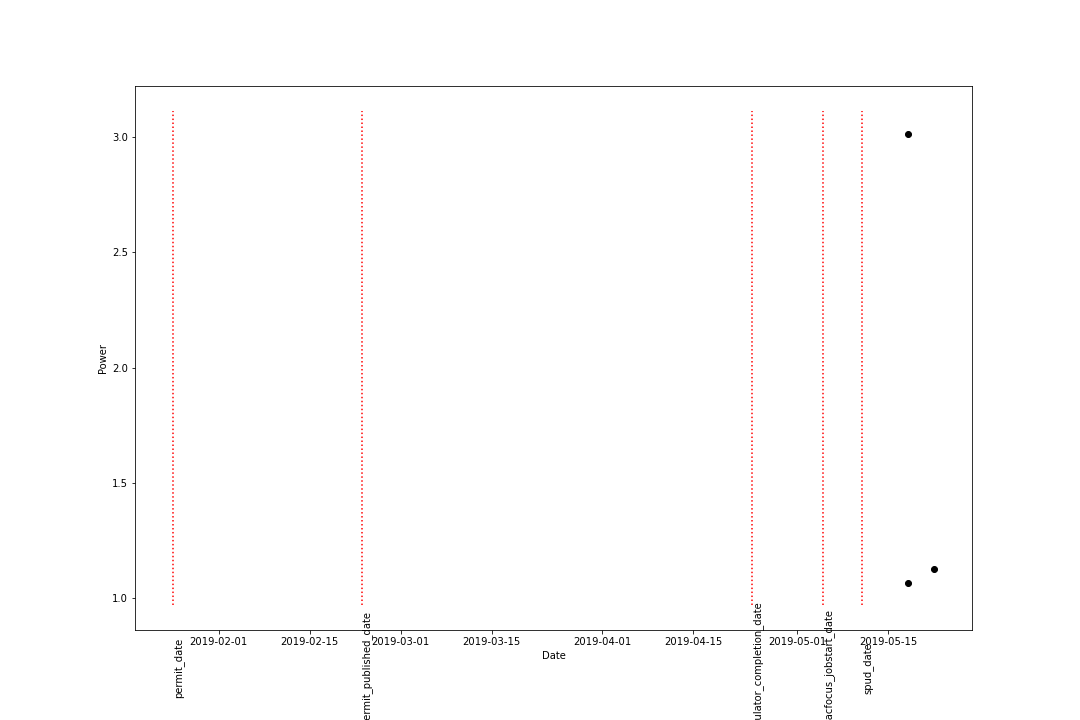 3.0
2.5
2.0
1.5
1.0
Power
2019-02-01
2019-02-15
2019-03-01
2019-03-15
2019-04-01
2019-04-15
2019-05-01
2019-05-15
Date
permit_date
ermit_published_date
ulator_completion_date
acfocus_jobstart_date
spud_date